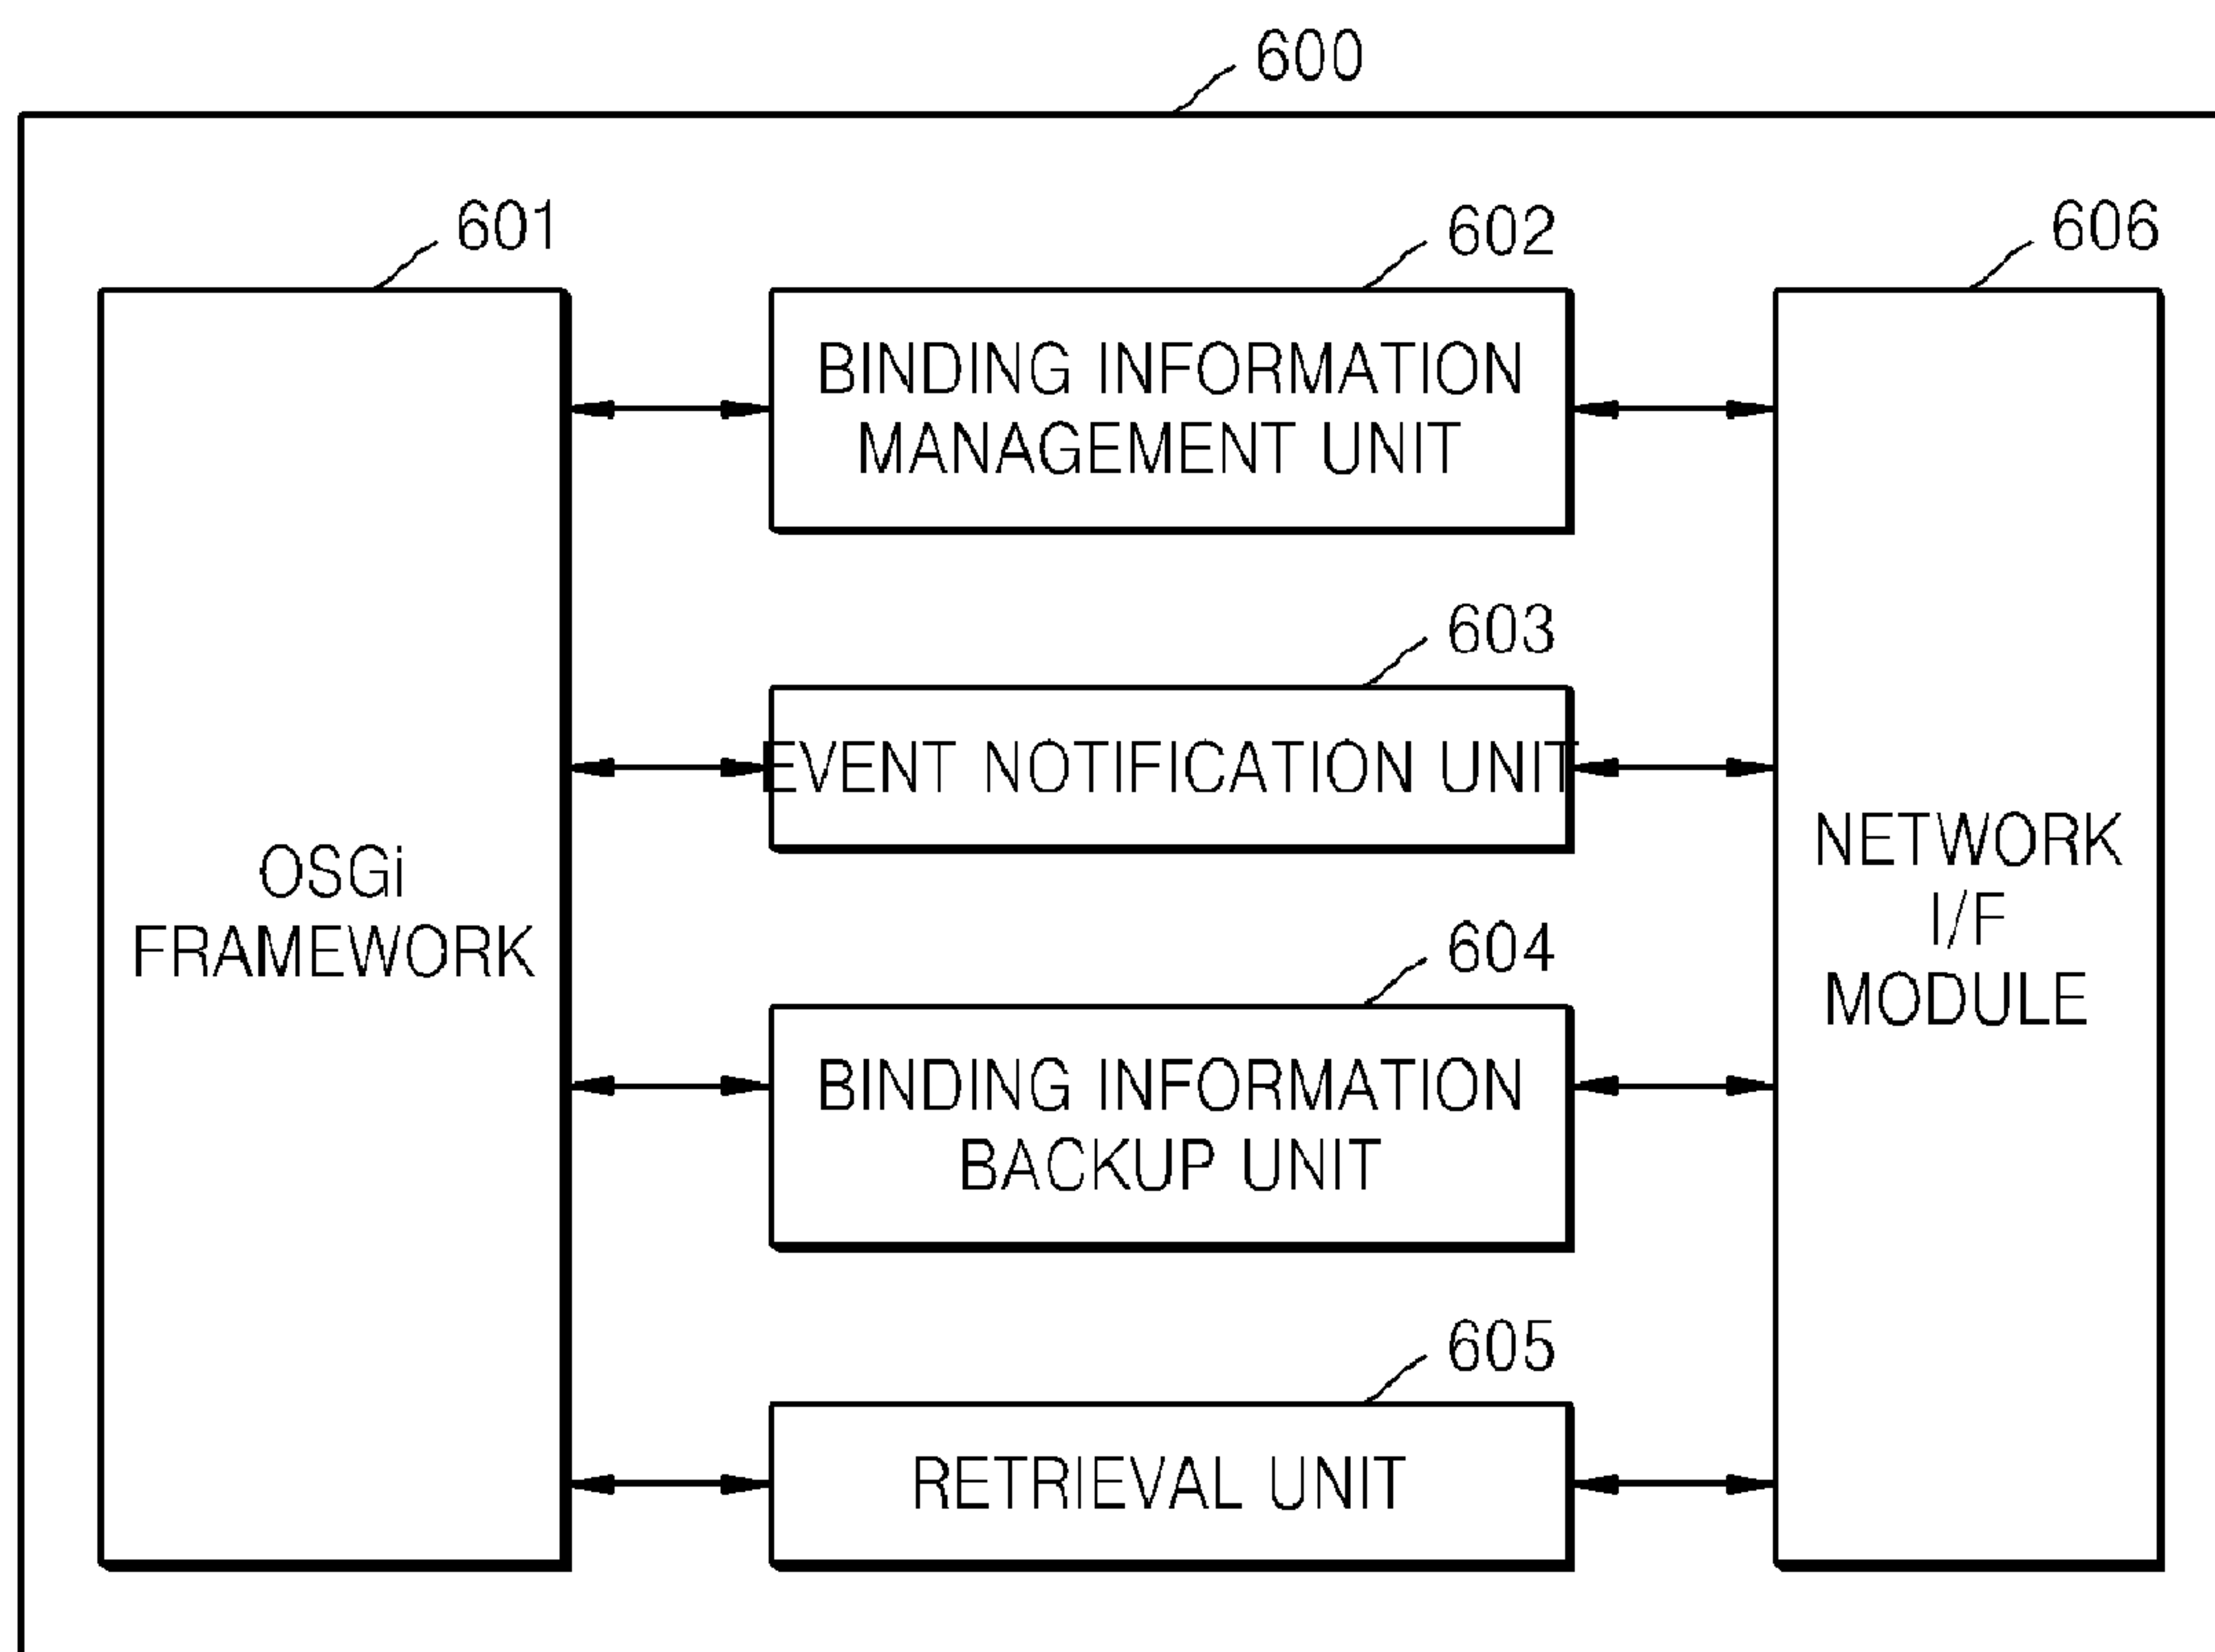 600
601
602
606
BINDING INFORMATION
MANAGEMENT UNIT
603
EVENT NOTIFICATION UNIT
OSGi
FRAMEWORK
NETWORK
I/F
MODULE
604
BINDING INFORMATION
BACKUP UNIT
605
RETRIEVAL UNIT